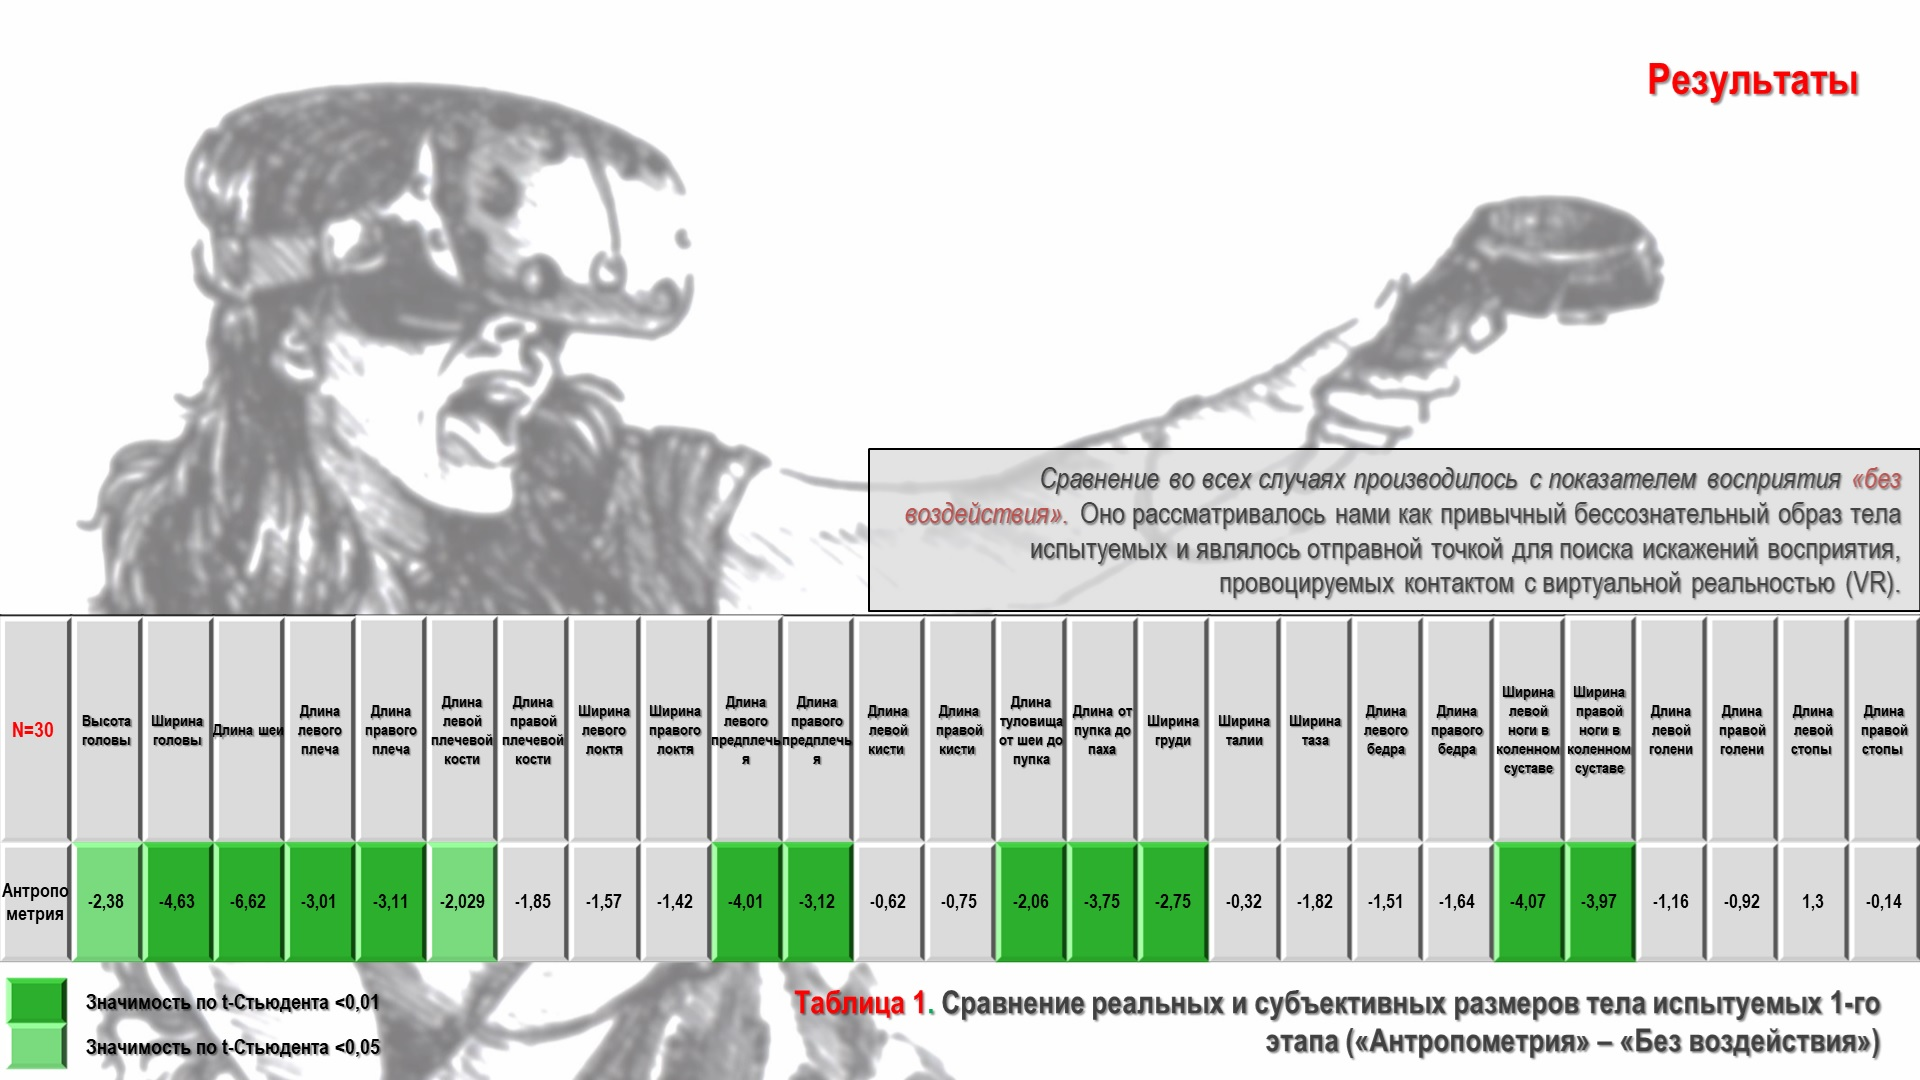 Результаты
Сравнение во всех случаях производилось с показателем восприятия «без
воздействия». Оно рассматривалось нами как привычный бессознательный образ тела
испытуемых и являлось отправной точкой для поиска искажений восприятия,
провоцируемых контактом с виртуальной реальностью (VR).
N=30
Высота
головы
Ширина
головы
Длина шеи
Длина
левого
плеча
Длина
правого
плеча
Длина
левой
плечевой
кости
Длина
правой
плечевой
кости
Ширина
левого
локтя
Ширина
правого
локтя
Длина
левого
предплечь
я
Длина
правого
предплечь
я
Длина
левой
кисти
Длина
правой
кисти
Длина
туловища
от шеи до
пупка
Длина от
пупка до
паха
Ширина
груди
Ширина
талии
Ширина
таза
Длина
левого
бедра
Длина
правого
бедра
Ширина
левой
ноги в
коленном
суставе
Ширина
правой
ноги в
коленном
суставе
Длина
левой
голени
Длина
правой
голени
Длина
левой
стопы
Длина
правой
стопы
Антропо
метрия
-2,38
-4,63
-6,62
-3,01
-3,11
-2,029
-1,85
-1,57
-1,42
-4,01
-3,12
-0,62
-0,75
-2,06
-3,75
-2,75
-0,32
-1,82
-1,51
-1,64
-4,07
-3,97
-1,16
-0,92
1,3
-0,14
Значимость по t-Стьюдента <0,01
Значимость по t-Стьюдента <0,05
Таблица 1. Сравнение реальных и субъективных размеров тела испытуемых 1-го
этапа («Антропометрия» – «Без воздействия»)